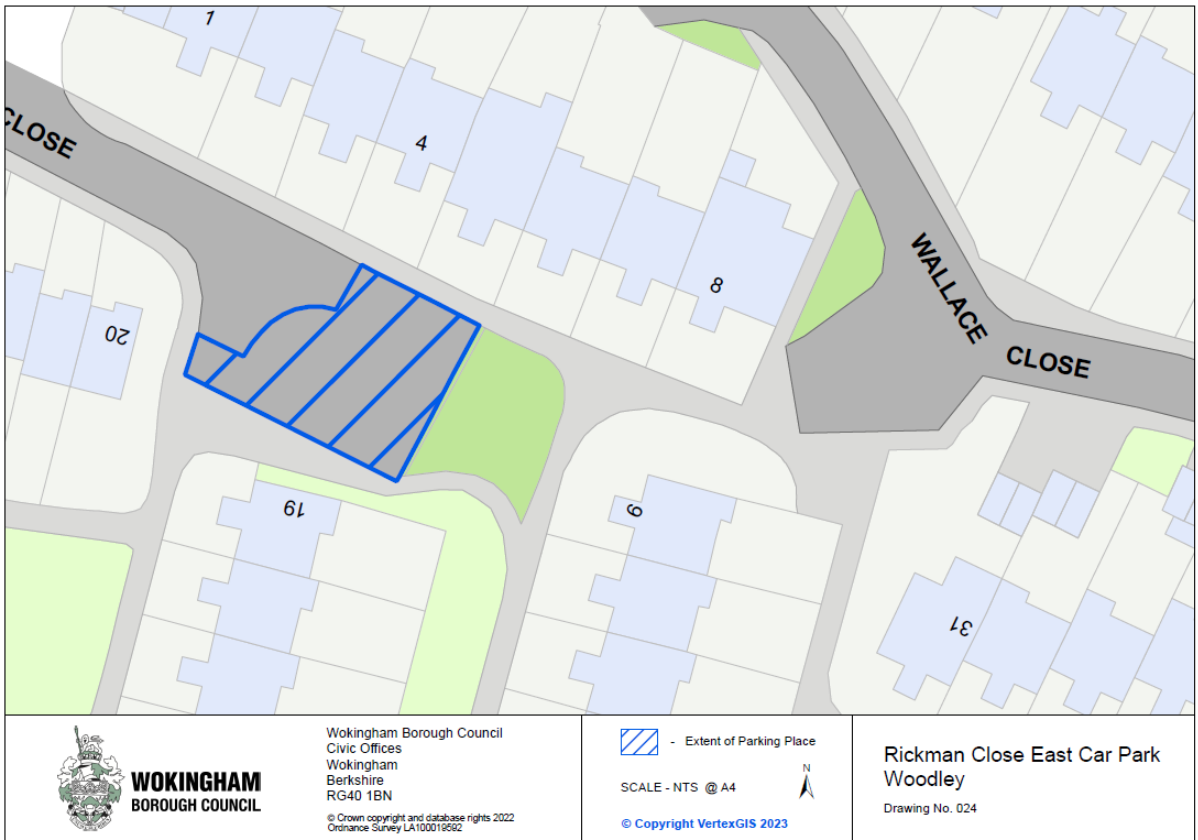 1
CLOSE
4
8
WALLACE
CLOSE
20
19
9
31
WOKINGHAM
BOROUGH COUNCIL
Wokingham Borough Council
Civic Offices
Wokingham
Berkshire
RG40 1BN
© Crown copyright and database rights 2022
Ordnance Survey LA100019592
- Extent of Parking Place
SCALE - NTS @ A4
N
© Copyright VertexGIS 2023
Rickman Close East Car Park
Woodley
Drawing No. 024